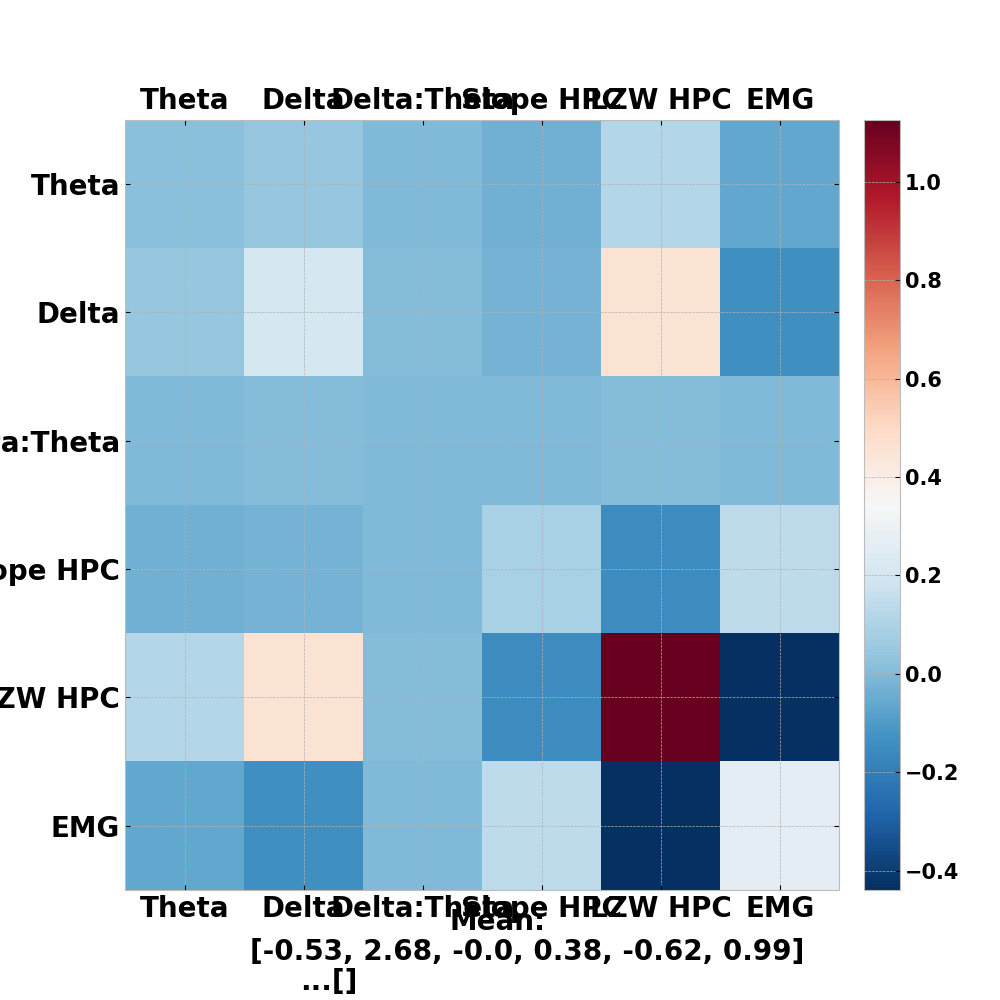 Theta Delta Delta:Theta Slope HPC LZW HPC EMG
1.0
Theta
0.8
Delta
0.6
a:Theta
0.4
0.2
ope HPC
0.0
ZW HPC
−0.2
EMG
−0.4
Theta Delta Delta:Theta Slope HPC LZW HPC EMG
Mean:
[-0.53, 2.68, -0.0, 0.38, -0.62, 0.99]
...[]